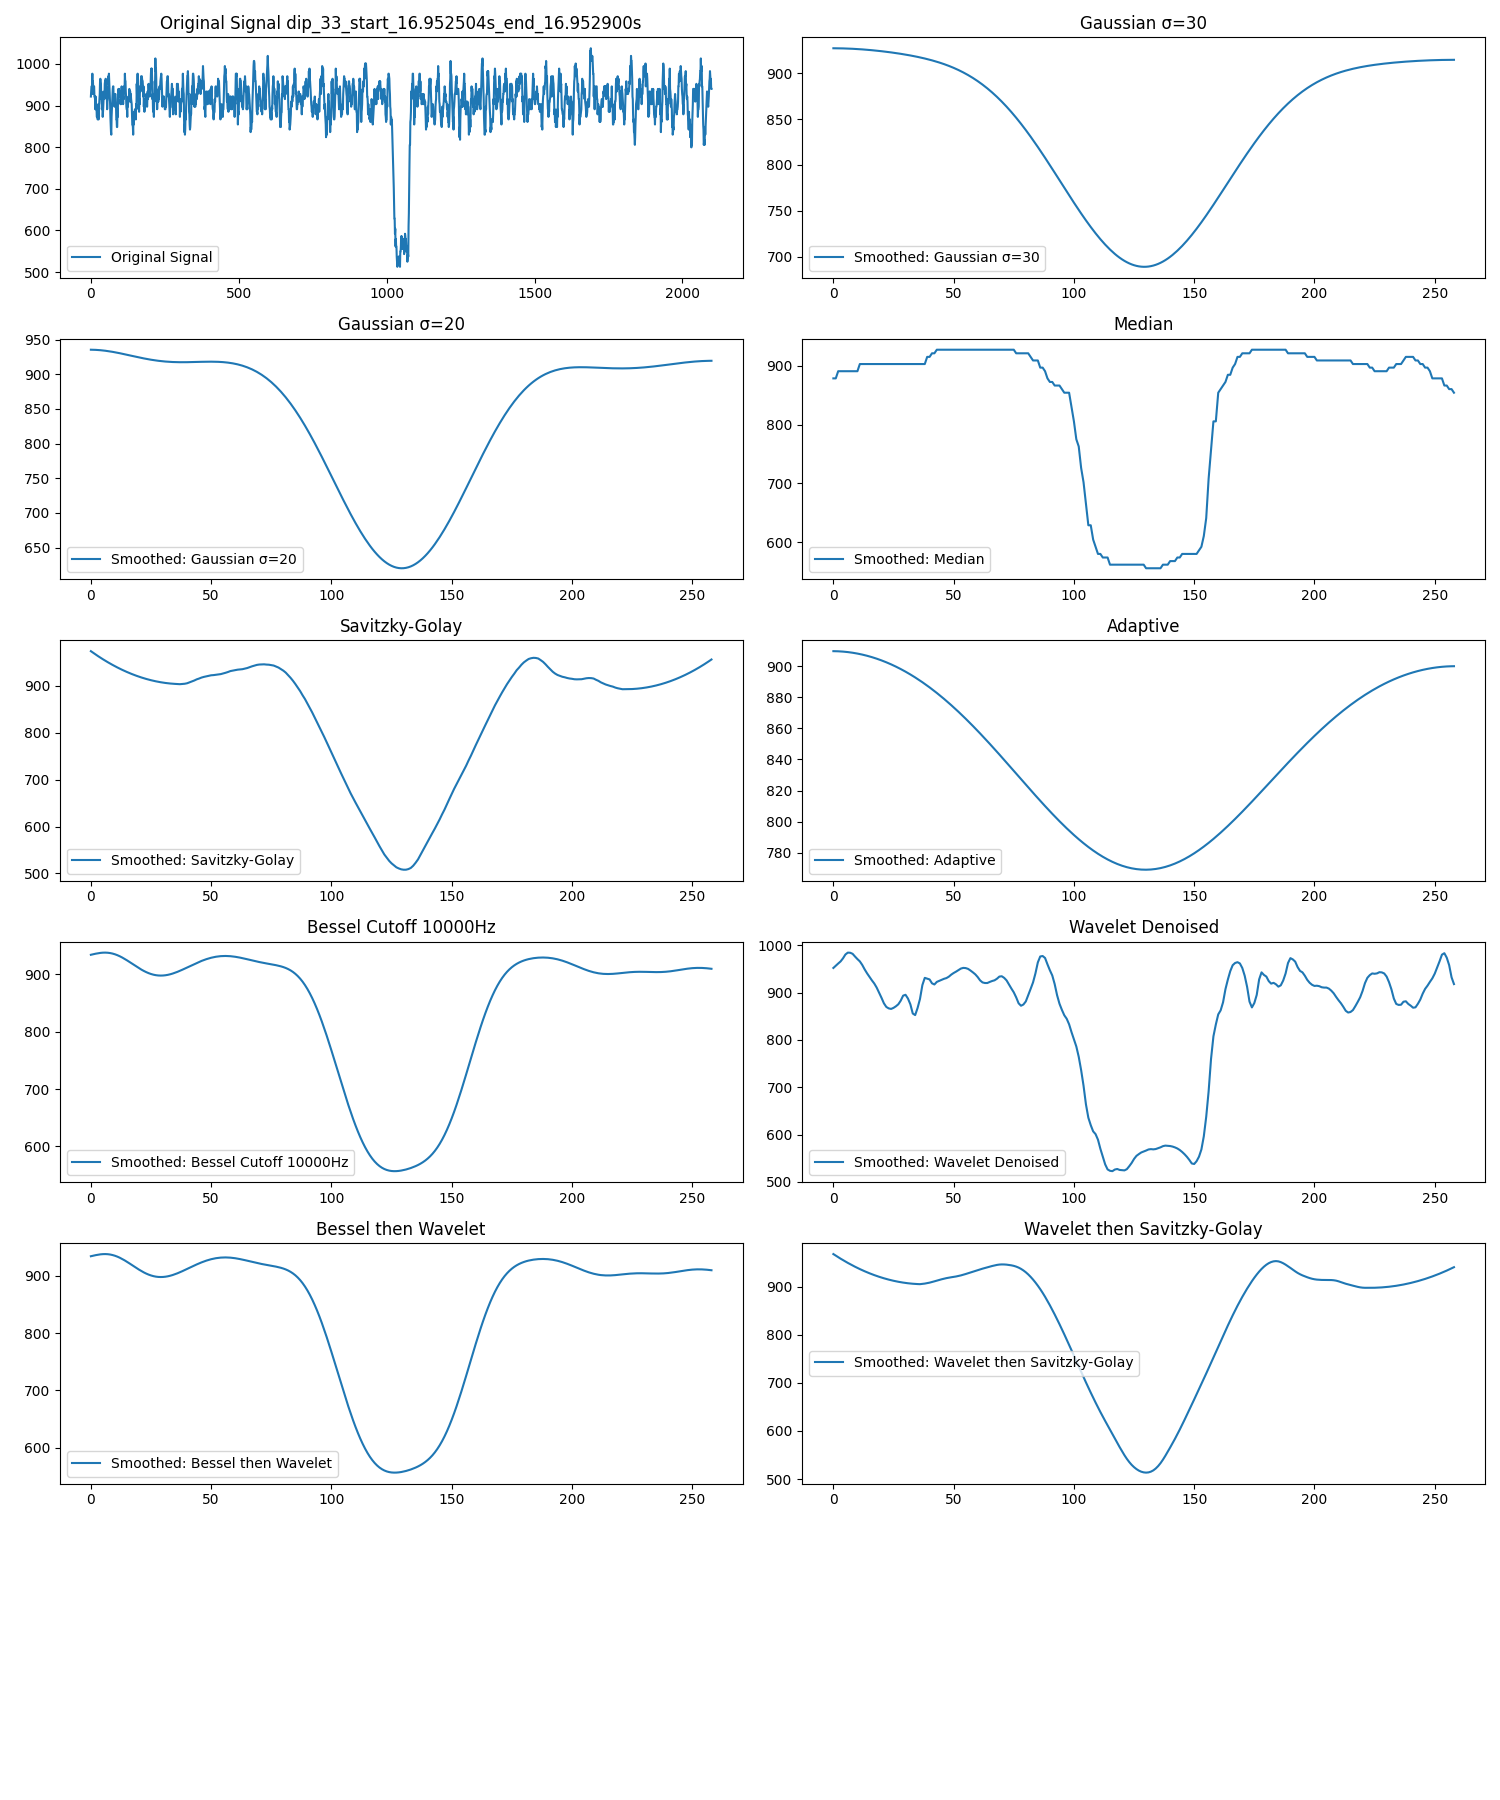 Original Signal dip_33_start_16.952504s_end_16.952900s
1000
900
800
700
600
500
Original Signal
0 500 1000 1500 2000
Gaussian σ=30
900
850
800
750
700
Smoothed: Gaussian σ=30
0 50 100 150 200 250
Gaussian σ=20
950
900
850
800
750
700
650
Smoothed: Gaussian σ=20
0 50 100 150 200 250
Median
900
800
700
600
Smoothed: Median
0 50 100 150 200 250
Savitzky-Golay
900
800
700
600
500
Smoothed: Savitzky-Golay
0 50 100 150 200 250
Adaptive
900
880
860
840
820
800
780
Smoothed: Adaptive
0 50 100 150 200 250
Bessel Cutoff 10000Hz
900
800
700
600
Smoothed: Bessel Cutoff 10000Hz
0 50 100 150 200 250
Wavelet Denoised
1000
900
800
700
600
500
Smoothed: Wavelet Denoised
0 50 100 150 200 250
Bessel then Wavelet
900
800
700
600
Smoothed: Bessel then Wavelet
0 50 100 150 200 250
Wavelet then Savitzky-Golay
900
800
700
600
500
Smoothed: Wavelet then Savitzky-Golay
0 50 100 150 200 250